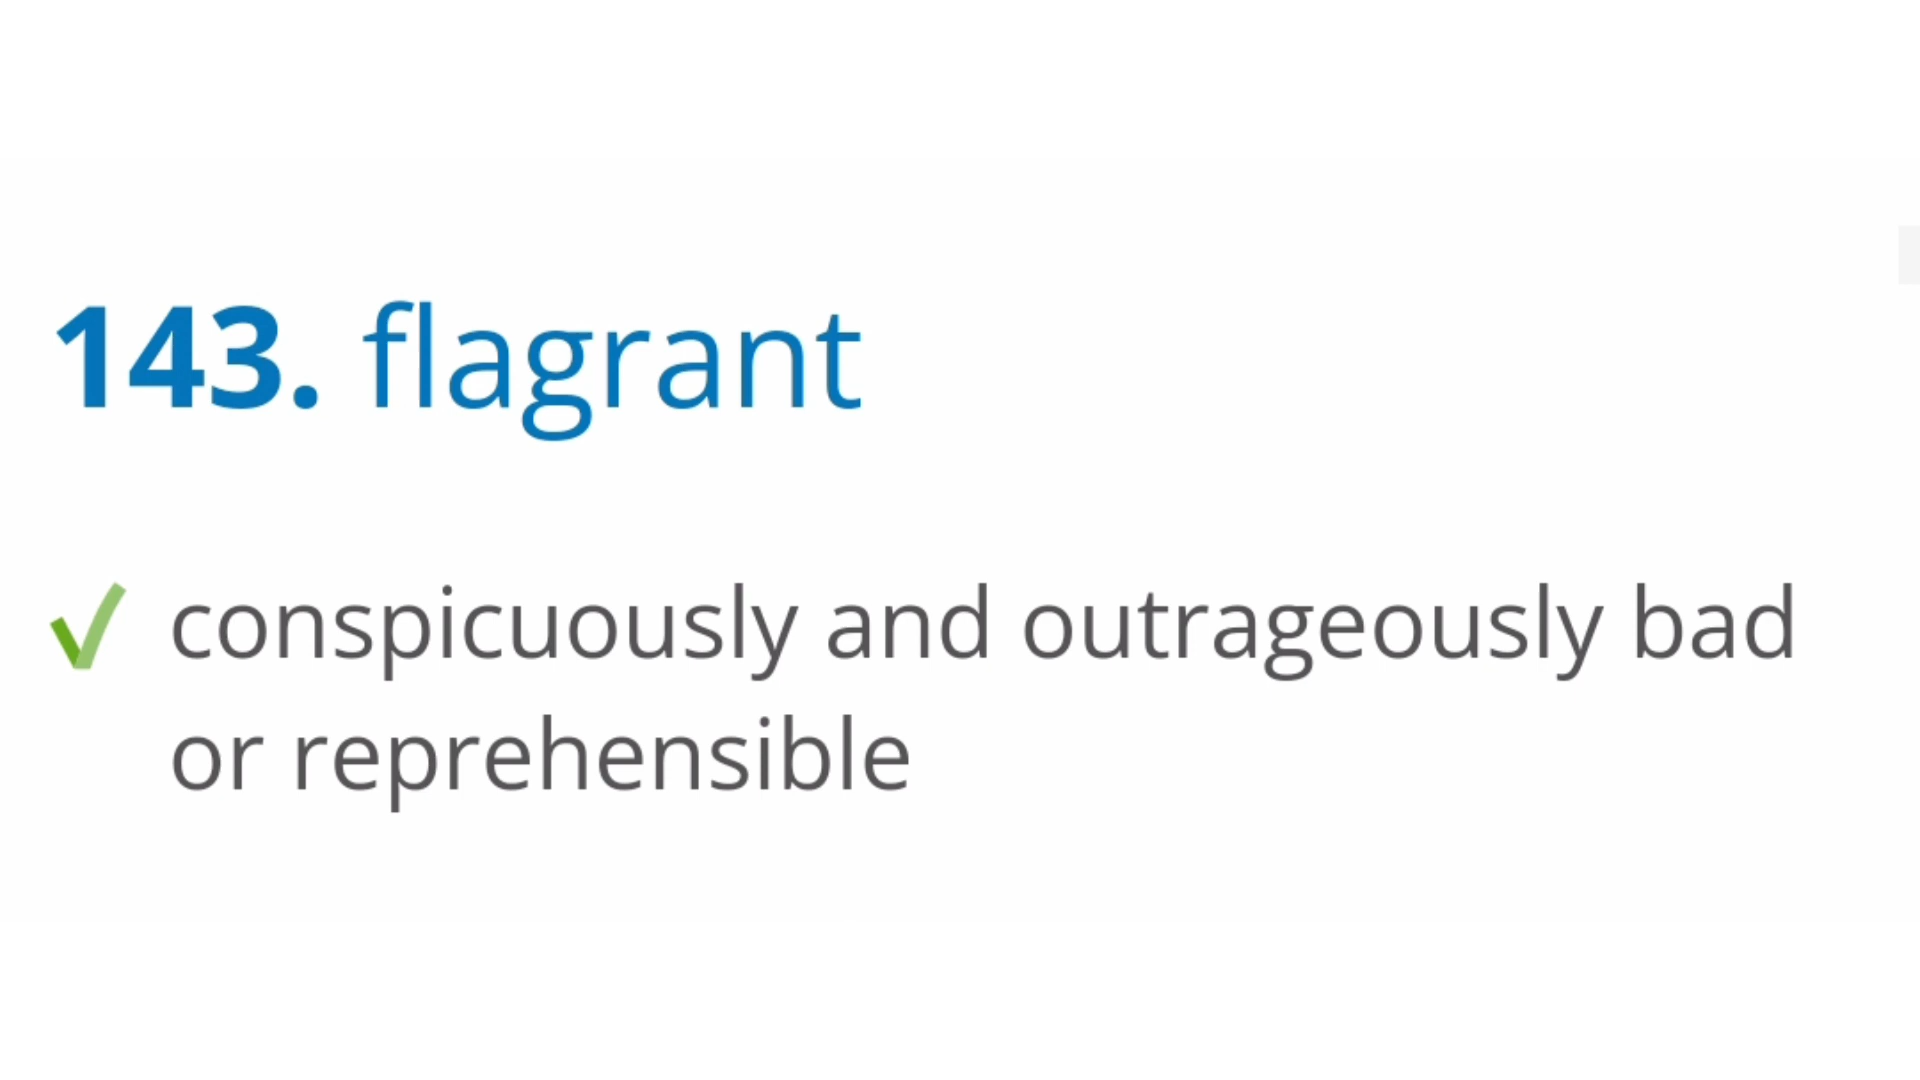 143. flagrant
conspicuously and outrageously bad
or reprehensible